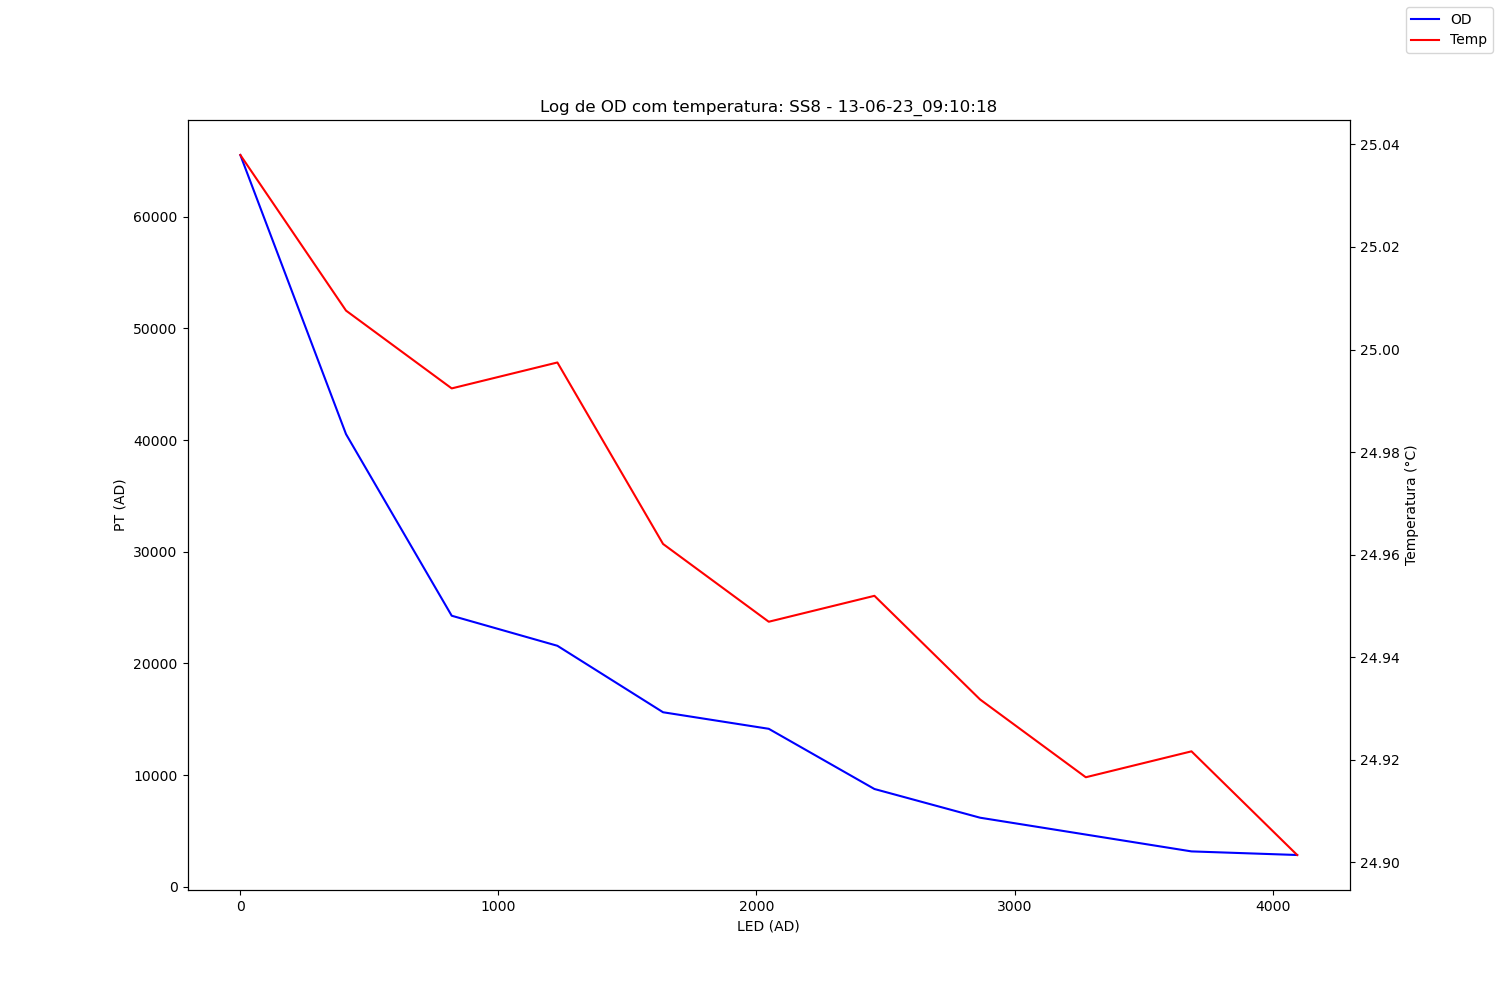 OD
Temp
Log de OD com temperatura: SS8 - 13-06-23_09:10:18
60000
50000
40000
30000
20000
10000
0
PT (AD)
25.04
25.02
25.00
24.98
24.96
24.94
24.92
24.90
Temperatura (°C)
0 1000 2000 3000 4000
LED (AD)